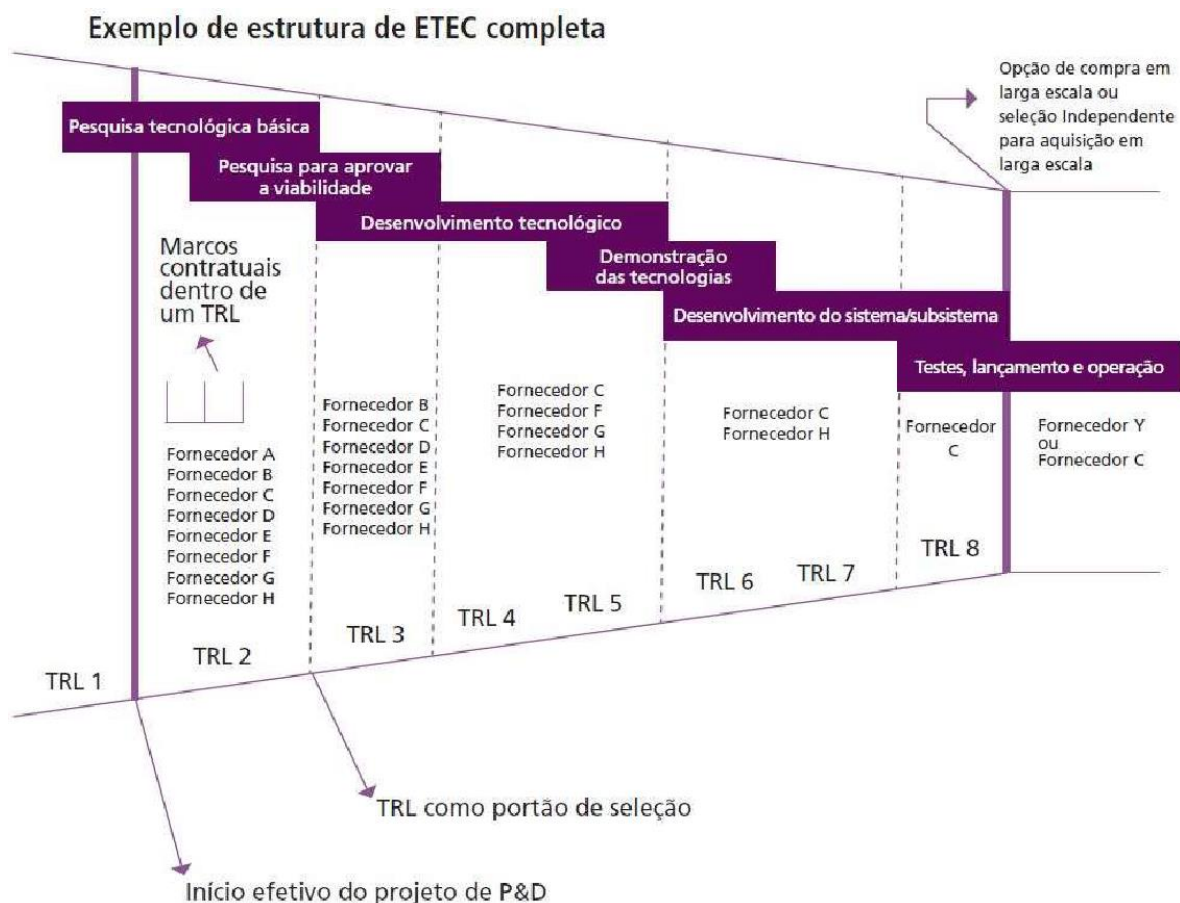 Exemplo de estrutura de ETEC completa
Opção de compra em
larga escala ou
seleção Independente
para aquisição em
larga escala
Pesquisa tecnológica básica
Pesquisa para aprovar
a viabilidade
Desenvolvimento tecnológico
Demonstração
das tecnologias
Desenvolvimento do sistema/subsistema
Testes, lançamento e operação
Marcos
contratuais
dentro de
um TRL
Fornecedor A
Fornecedor B
Fornecedor C
Fornecedor D
Fornecedor E
Fornecedor F
Fornecedor G
Fornecedor H
Fornecedor B
Fornecedor C
Fornecedor D
Fornecedor E
Fornecedor F
Fornecedor G
Fornecedor H
Fornecedor C
Fornecedor F
Fornecedor G
Fornecedor H
Fornecedor C
Fornecedor H
Fornecedor
C
Fornecedor Y
ou
Fornecedor C
TRL 1
TRL 2
TRL 3
TRL 4
TRL 5
TRL 6
TRL 7
TRL 8
TRL como portão de seleção
Início efetivo do projeto de P&D